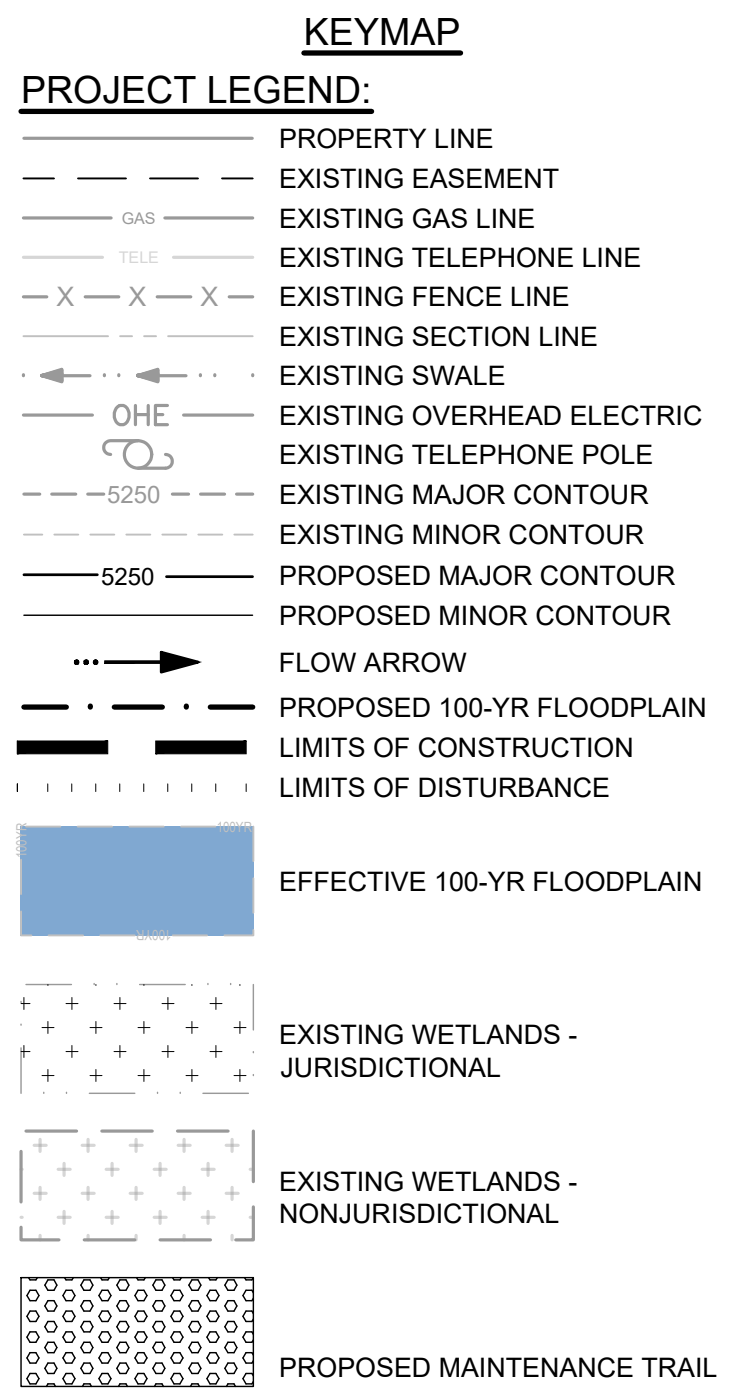 KEYMAP
PROJECT LEGEND:
PROPERTY LINE
EXISTING EASEMENT
GAS EXISTING GAS LINE
TELE EXISTING TELEPHONE LINE
X X X EXISTING FENCE LINE
EXISTING SECTION LINE
EXISTING SWALE
OHE EXISTING OVERHEAD ELECTRIC
EXISTING TELEPHONE POLE
5250 EXISTING MAJOR CONTOUR
EXISTING MINOR CONTOUR
5250 PROPOSED MAJOR CONTOUR
PROPOSED MINOR CONTOUR
FLOW ARROW
PROPOSED 100-YR FLOODPLAIN
LIMITS OF CONSTRUCTION
LIMITS OF DISTURBANCE
100YR 100YR
EFFECTIVE 100-YR FLOODPLAIN
100YR
EXISTING WETLANDS -
JURISDICTIONAL
EXISTING WETLANDS -
NONJURISDICTIONAL
PROPOSED MAINTENANCE TRAIL